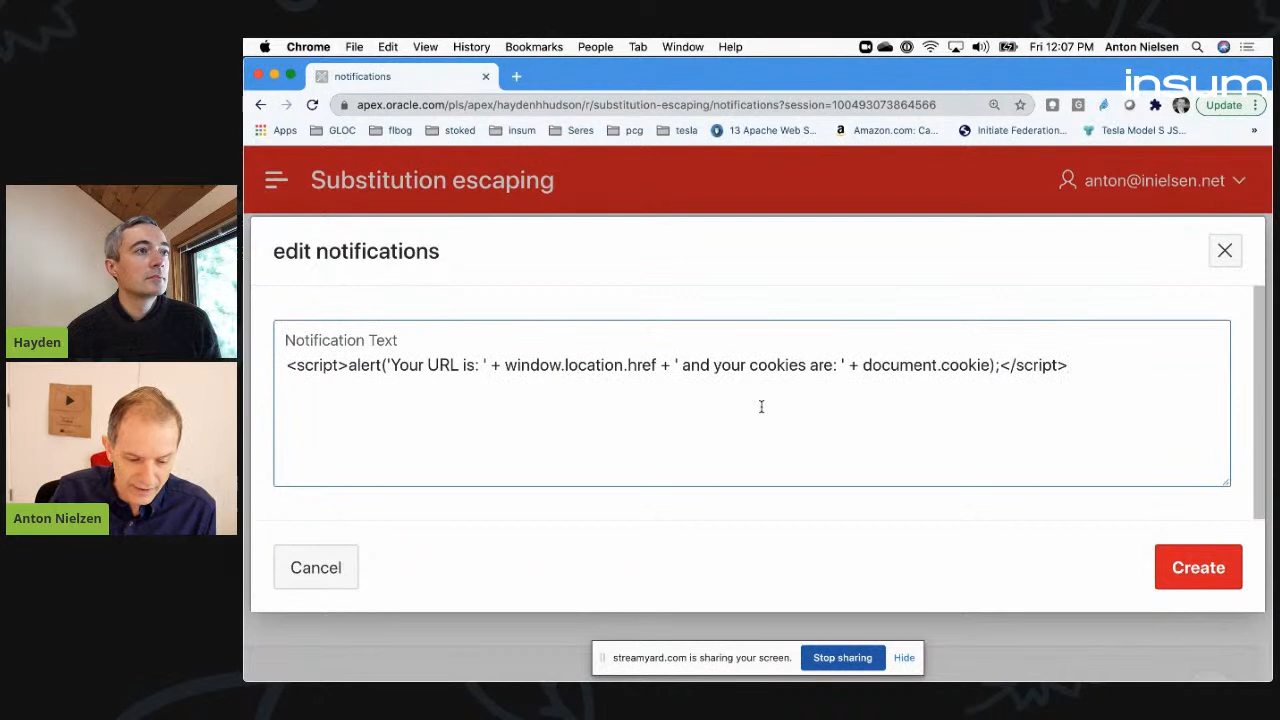 Chrome File Edit View History Bookmarks People Tab Window Help Fri 12:07 PM Anton Nielsen
notifications
insum
apex.oracle.com/pls/apex/haydenhhudson/r/substitution-escaping/notifications?session=100493073864566 Update
Apps GLOC flbog stoked insum Seres pcg tesla 13 Apache Web S... Amazon.com: Ca... Initiate Federation... Tesla Model S JS... »
Substitution escaping anton@inielsen.net
edit notifications
Notification Text
<script>alert('Your URL is: ' + window.location.href + ' and your cookies are: ' + document.cookie);</script>
Cancel Create
streamyard.com is sharing your screen. Stop sharing Hide
Hayden
Anton Nielzen